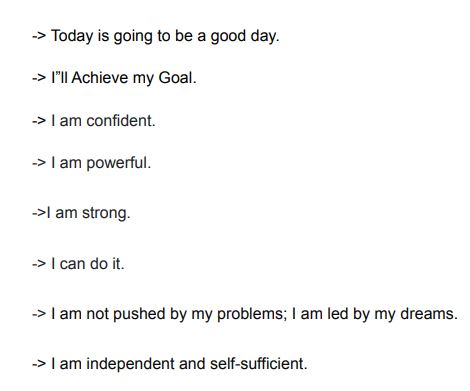 -> Today is going to be a good day.
-> I”ll Achieve my Goal.
-> I am confident.
-> I am powerful.
->I am strong.
-> I can do it.
-> I am not pushed by my problems; I am led by my dreams.
-> I am independent and self-sufficient.